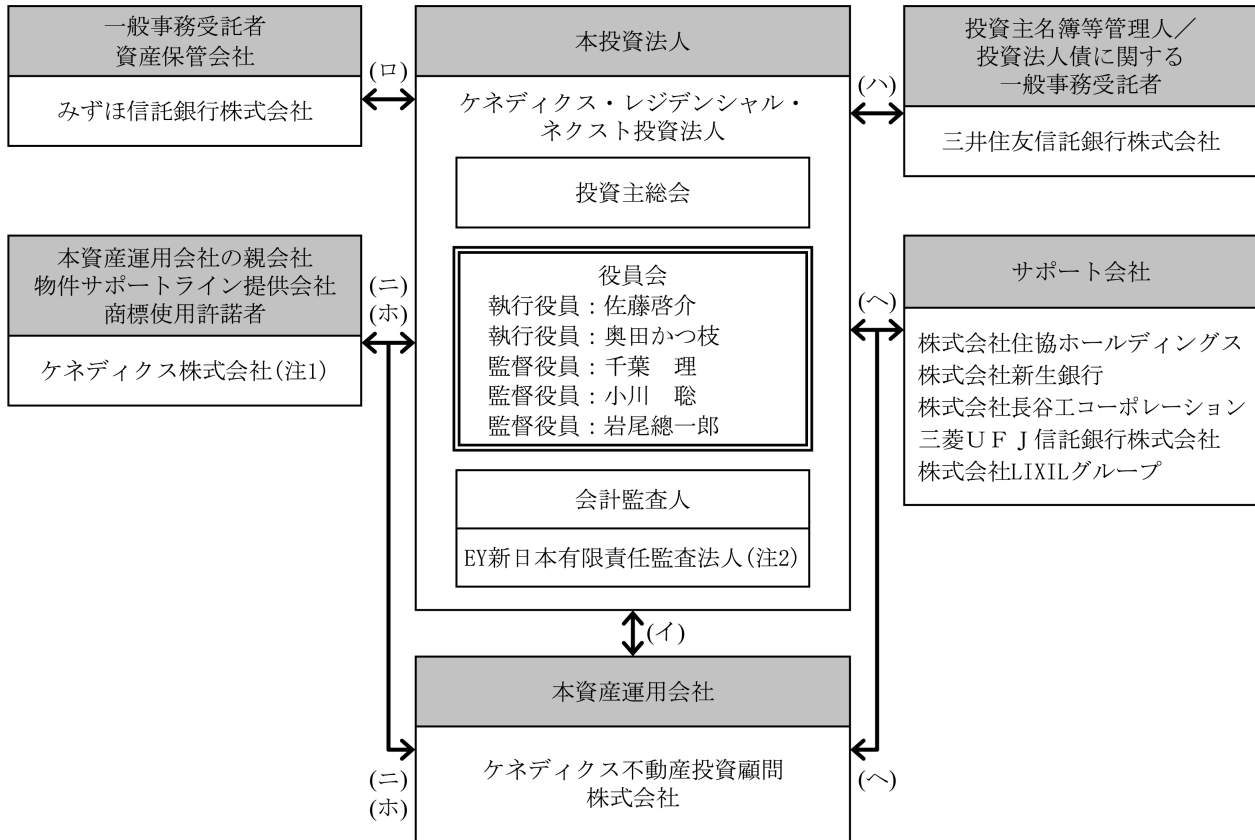 一般事務受託者
資産保管会社
みずほ信託銀行株式会社
(ロ)
本投資法人
ケネディクス・レジデンシャル・
ネクスト投資法人
投資主総会
役員会
執行役員：佐藤啓介
執行役員：奥田かつ枝
監督役員：千葉　理
監督役員：小川　聡
監督役員：岩尾總一郎
会計監査人
EY新日本有限責任監査法人(注2)
(ハ)
投資主名簿等管理人／
投資法人債に関する
一般事務受託者
三井住友信託銀行株式会社
本資産運用会社の親会社
物件サポートライン提供会社
商標使用許諾者
ケネディクス株式会社(注1)
(ニ)
(ホ)
(ヘ)
サポート会社
株式会社住協ホールディングス
株式会社新生銀行
株式会社長谷工コーポレーション
三菱ＵＦＪ信託銀行株式会社
株式会社LIXILグループ
(イ)
本資産運用会社
ケネディクス不動産投資顧問
株式会社
(ニ)
(ホ)
(ヘ)